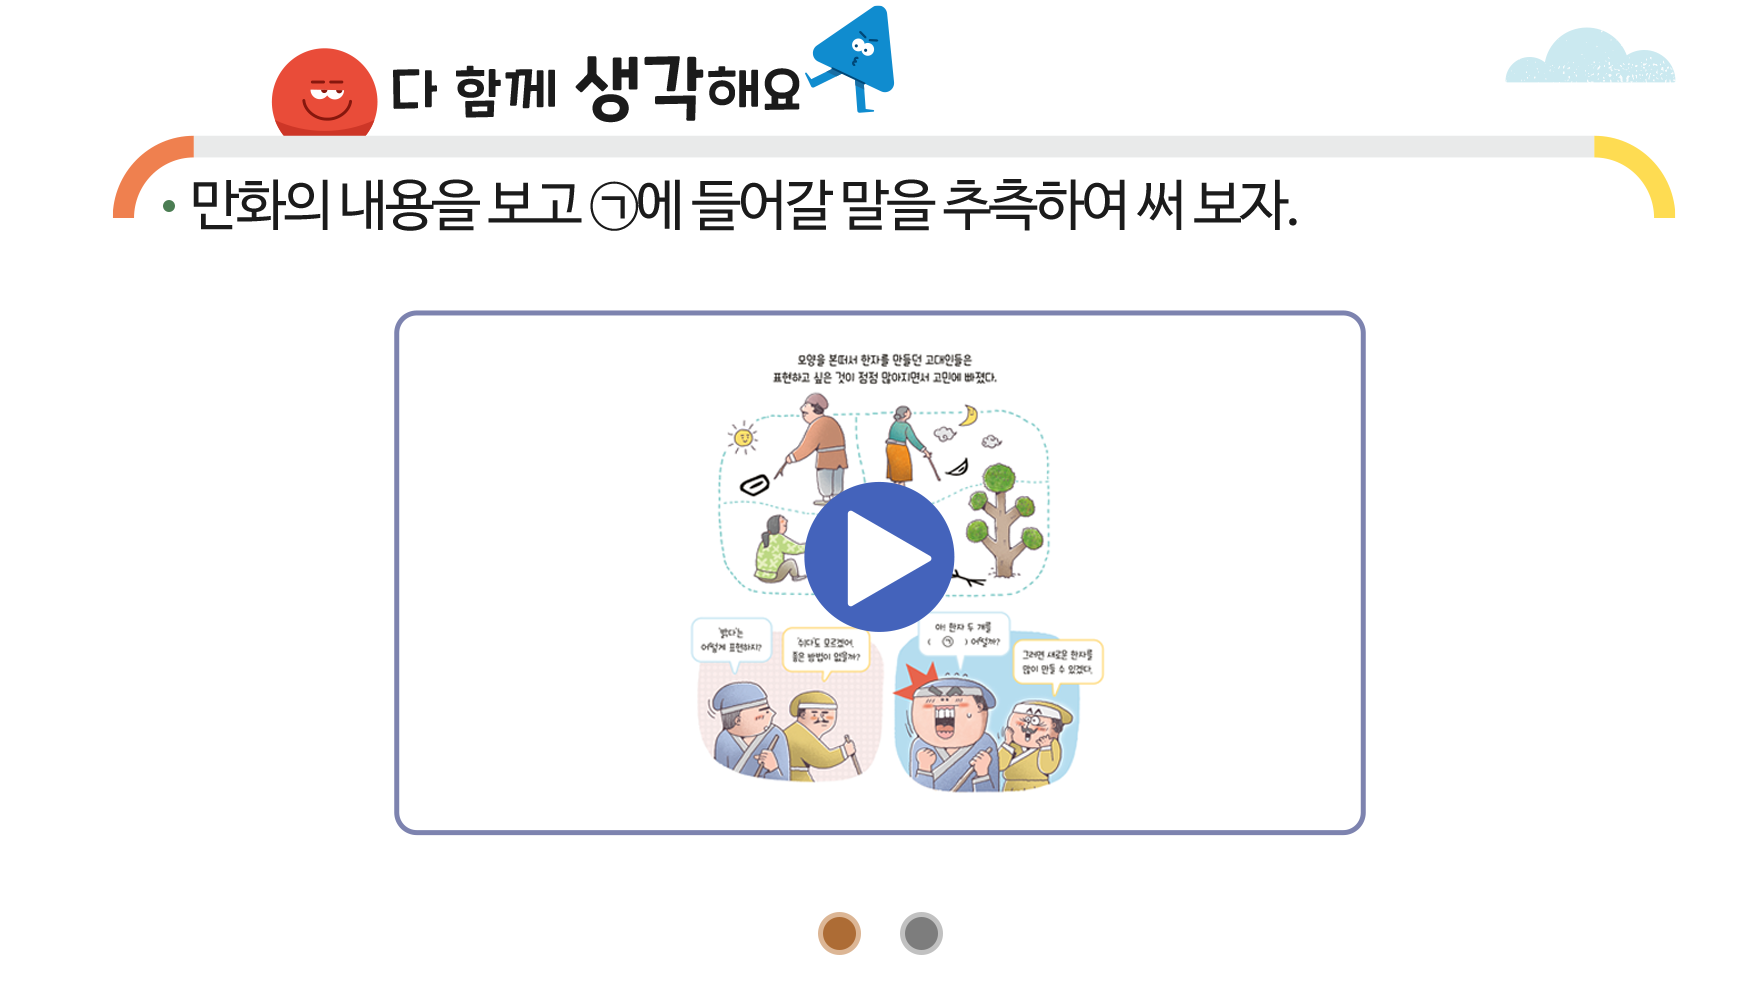 다 함께 생각해요
• 만화의 내용을 보고 ㉠에 들어갈 말을 추측하여 써 보자.
모양을 본떠서 한자를 만들던 고대인들은
표현하고 싶은 것이 점점 많아지면서 고민에 빠졌다.
'밝다'는
어떻게 표현하지?
'쉬다'도 모르겠어.
좋은 방법이 없을까?
아! 한자 두 개를
( ㉠ ) 어떨까?
그러면 새로운 한자를
많이 만들 수 있겠다.